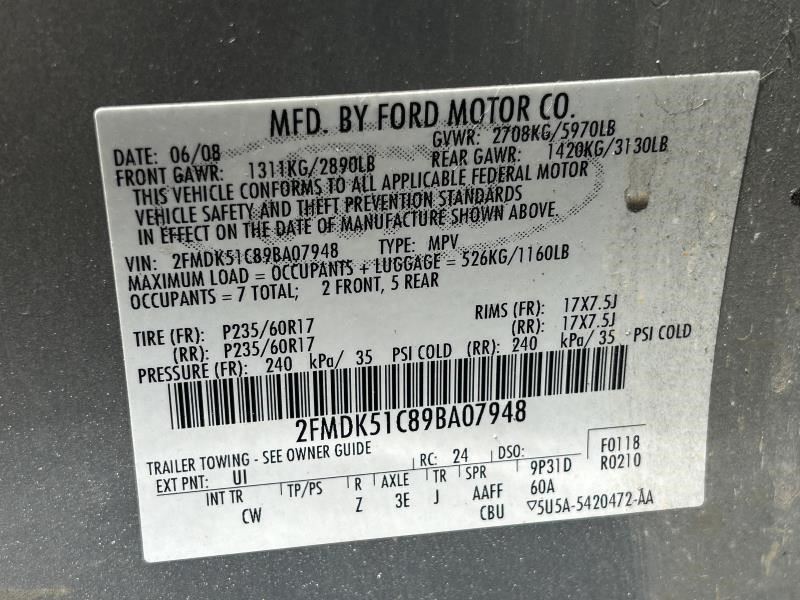 MFD. BY FORD MOTOR CO.
DATE: 06/08 GVWR: 2708KG/5970LB
FRONT GAWR: 1311KG/2890LB REAR GAWR: 1420KG/3130LB
THIS VEHICLE CONFORMS TO ALL APPLICABLE FEDERAL MOTOR
VEHICLE SAFETY AND THEFT PREVENTION STANDARDS
IN EFFECT ON THE DATE OF MANUFACTURE SHOWN ABOVE.
VIN: 2FMDK51C89BA07948 TYPE: MPV
MAXIMUM LOAD = OCCUPANTS + LUGGAGE = 526KG/1160LB
OCCUPANTS = 7 TOTAL; 2 FRONT, 5 REAR
TIRE (FR): P235/60R17 RIMS (FR): 17X7.5J
(RR): P235/60R17 (RR): 17X7.5J
PRESSURE (FR): 240 kPa/ 35 PSI COLD (RR): 240 kPa/ 35 PSI COLD
2FMDK51C89BA07948
TRAILER TOWING - SEE OWNER GUIDE
EXT PNT: UI RC: 24 DSO: 9P31D F0118
INT TR TP/PS R AXLE TR SPR 60A R0210
CW Z 3E J AAFF
CBU ▽5U5A-5420472-AA